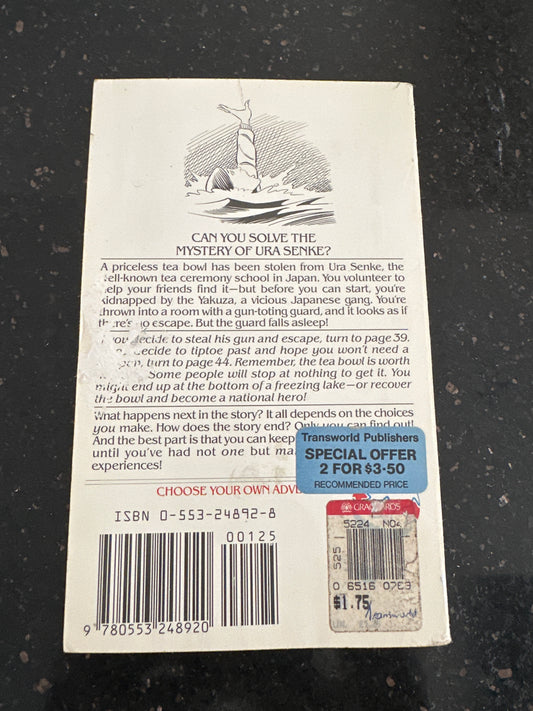 CAN YOU SOLVE THE
MYSTERY OF URA SENKE?
A priceless tea bowl has been stolen from Ura Senke, the
well-known tea ceremony school in Japan. You volunteer to
help your friends find it—but before you can start, you're
kidnapped by the Yakuza, a vicious Japanese gang. You're
thrown into a room with a gun-toting guard, and it looks as if
there's no escape. But the guard falls asleep!
you decide to steal his gun and escape, turn to page 39.
decide to tiptoe past and hope you won't need a
turn to page 44. Remember, the tea bowl is worth
Some people will stop at nothing to get it. You
might end up at the bottom of a freezing lake—or recover
the bowl and become a national hero!
What happens next in the story? It all depends on the choices
you make. How does the story end? Only you can find out!
And the best part is that you can keep
until you've had not one but
experiences!
Transworld Publishers
SPECIAL OFFER
2 FOR $3·50
RECOMMENDED PRICE
CHOOSE YOUR OWN
ISBN 0-553-24892-8
00125
9 780553 248920
5224 NO4
525
$1.75
Transworld